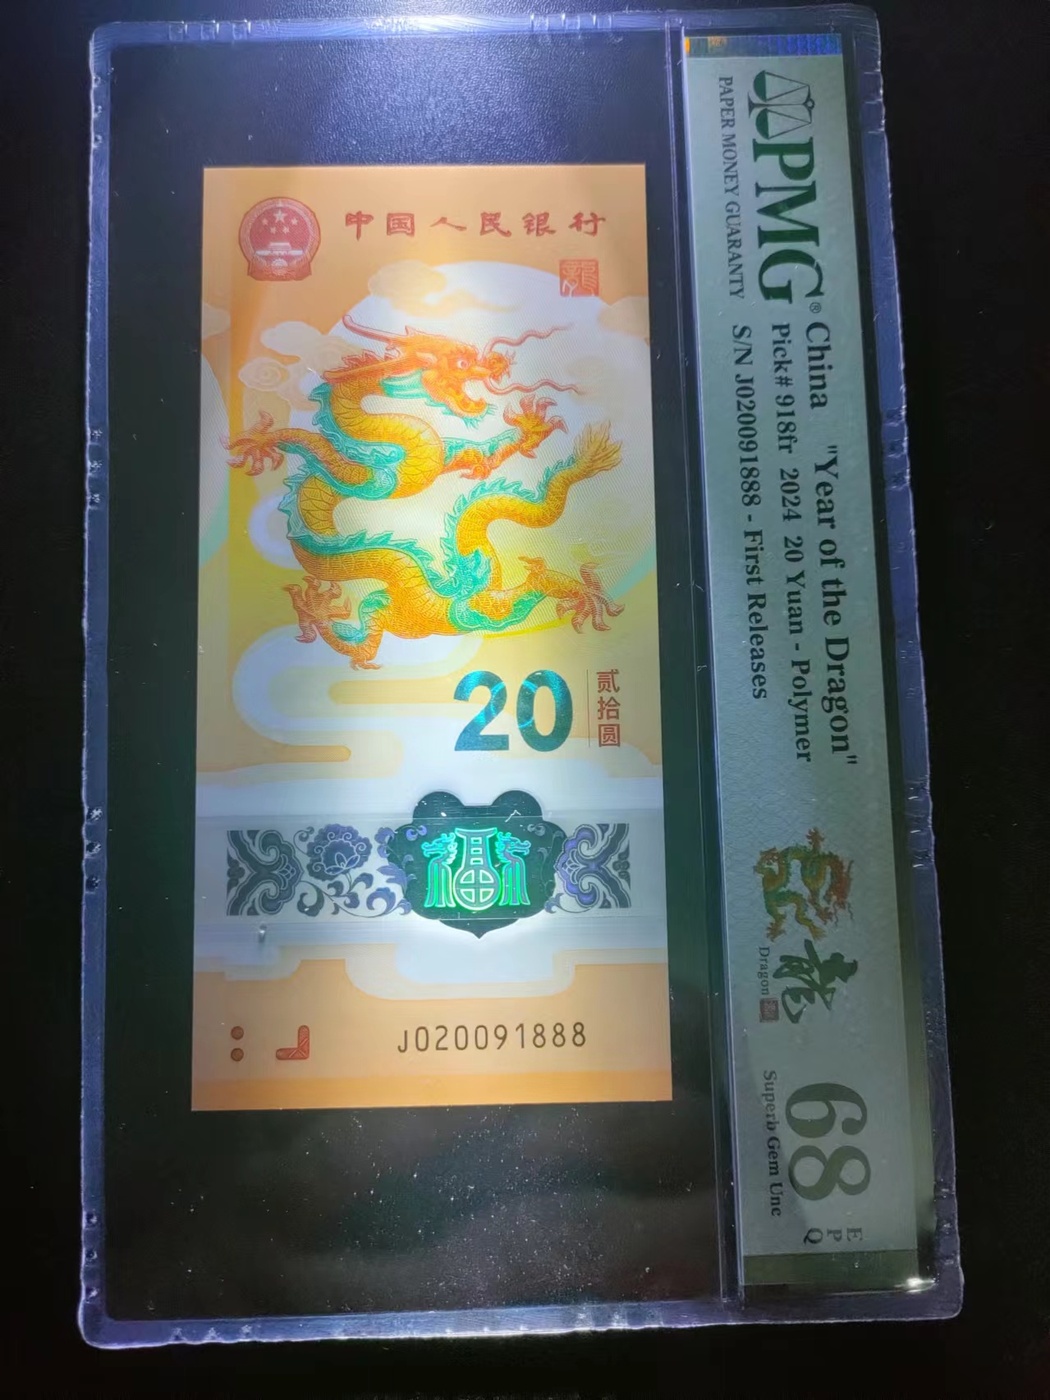 中国人民银行
龍
20
贰拾圆
J020091888
PMG®
PAPER MONEY GUARANTY
China "Year of the Dragon"
Pick# 918fr 2024 20 Yuan - Polymer
S/N J020091888 - First Releases
龍
Dragon
68
EPQ
Superb Gem Unc